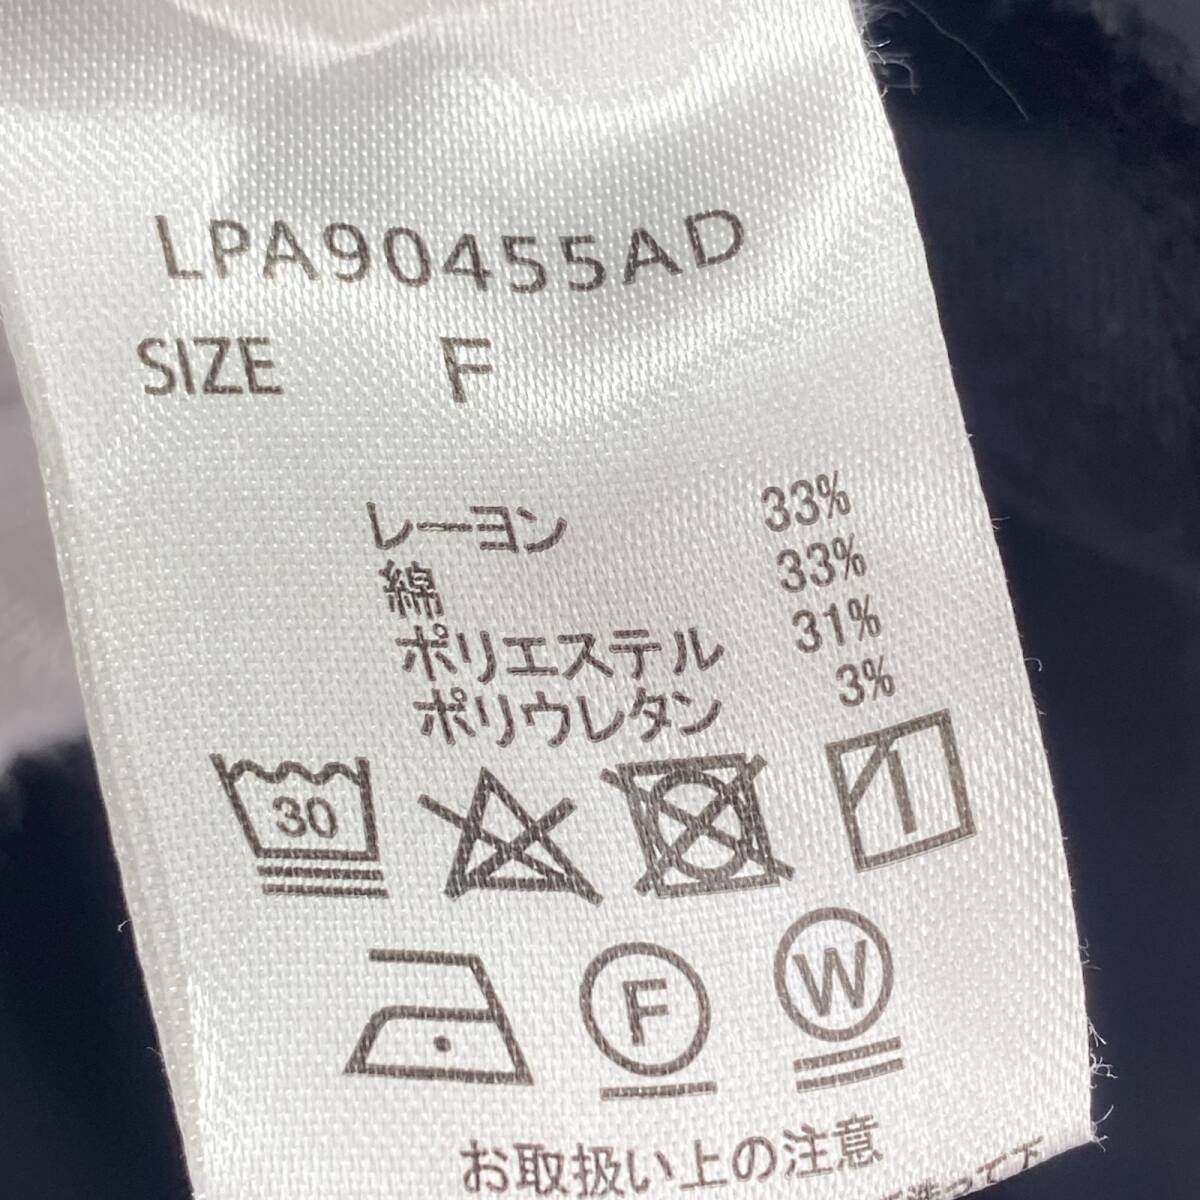 LPA90455AD
SIZE F
レーヨン 33%
綿 33%
ポリエステル 31%
ポリウレタン 3%
30
F W
お取扱い上の注意